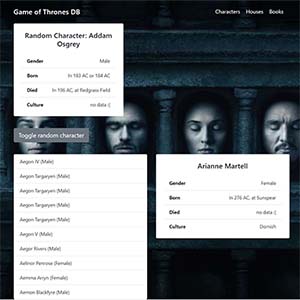 Game of Thrones DB
Characters Houses Books
Random Character: Addam
Osgrey
Gender Male
Born In 183 AC or 184 AC
Died In 196 AC, at Redgrass Field
Culture no data :(
Toggle random character
Aegon IV (Male)
Aegon Targaryen (Male)
Aegon Targaryen (Male)
Aegon Targaryen (Male)
Aegon Targaryen (Male)
Aegon V (Male)
Aegor Rivers (Male)
Aelinor Penrose (Female)
Aemma Arryn (Female)
Aemon Blackfyre (Male)
Arianne Martell
Gender Female
Born In 276 AC, at Sunspear
Died no data :(
Culture Dornish